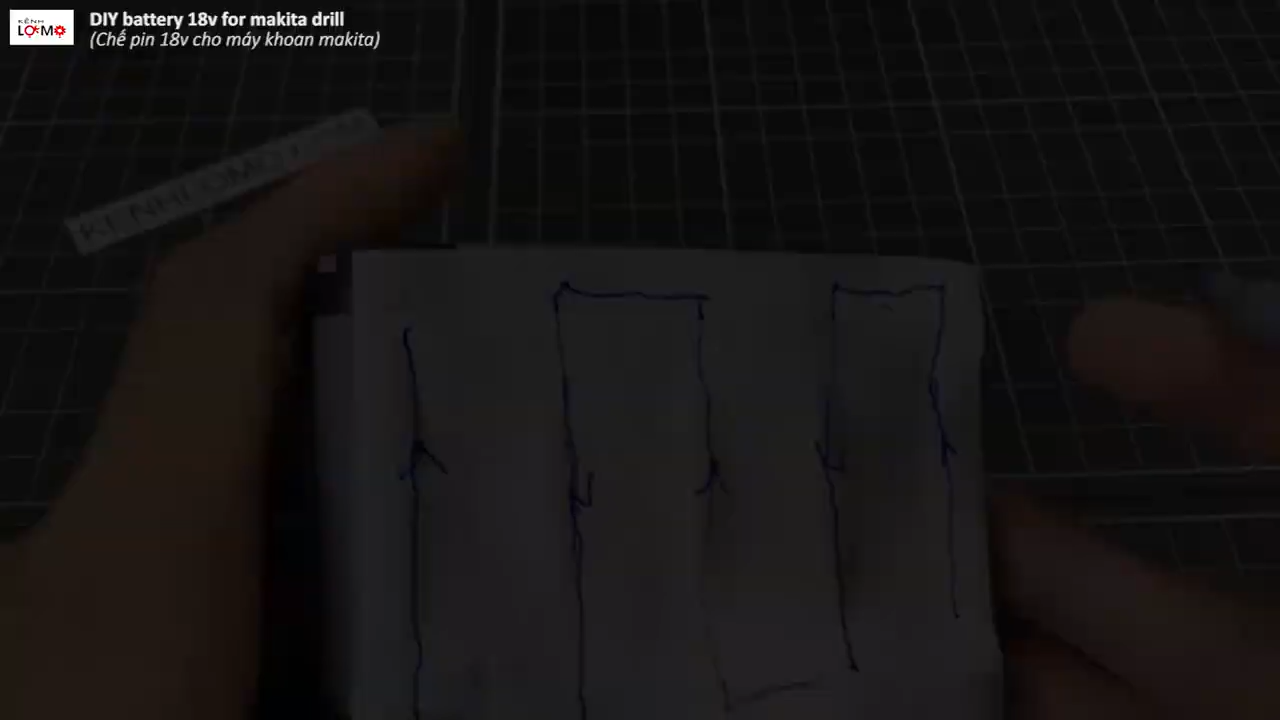 KÊNH
LOMO
DIY battery 18v for makita drill
(Chế pin 18v cho máy khoan makita)